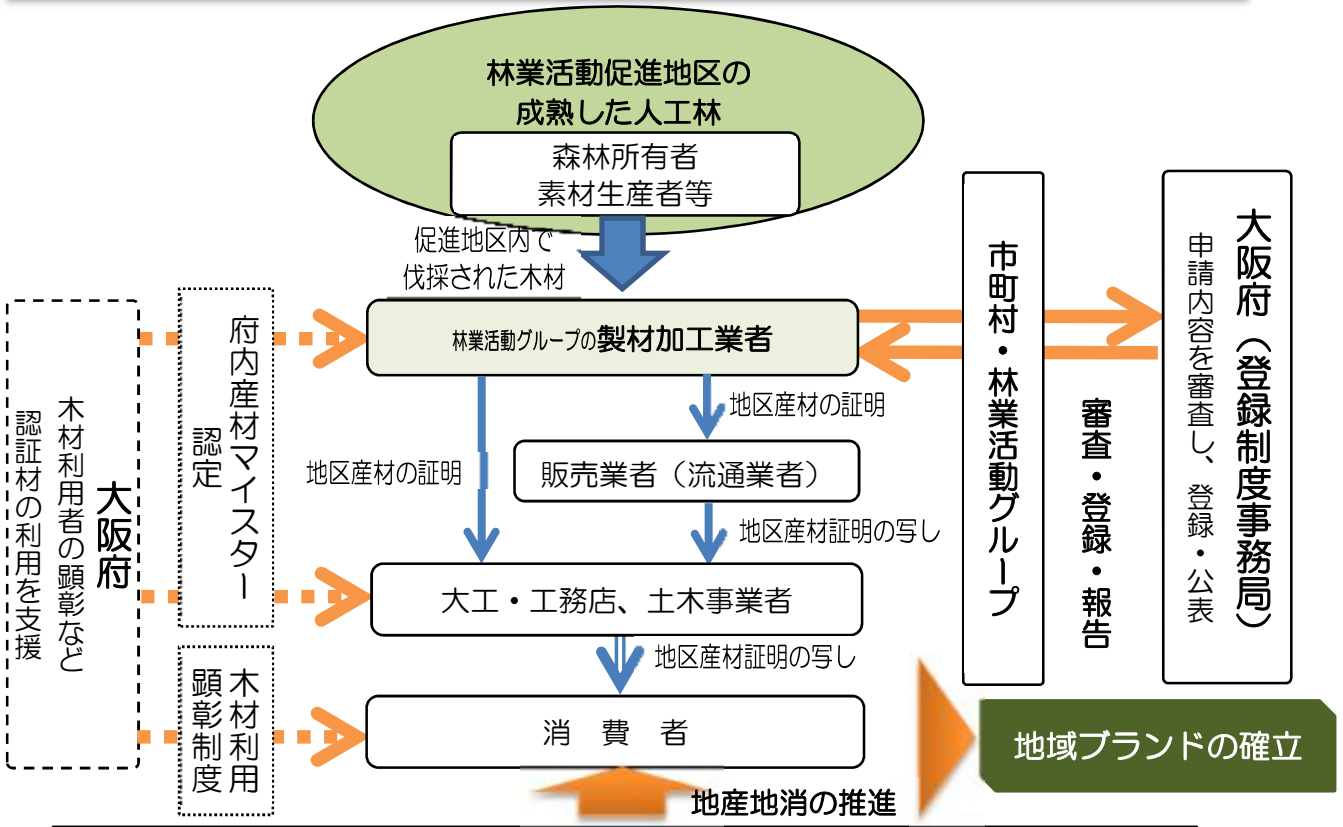 林業活動促進地区の
成熟した人工林
森林所有者
素材生産者等
促進地区内で
伐採された木材
林業活動グループの製材加工業者
地区産材の証明
地区産材の証明
販売業者（流通業者）
地区産材証明の写し
大工・工務店、土木事業者
地区産材証明の写し
消　費　者
地産地消の推進
大阪府
木材利用者の顕彰など
認証材の利用を支援
府内産材マイスター
認定
木材利用
顕彰制度
市町村・林業活動グループ
審査・登録・報告
大阪府（登録制度事務局）
申請内容を審査し、登録・公表
地域ブランドの確立